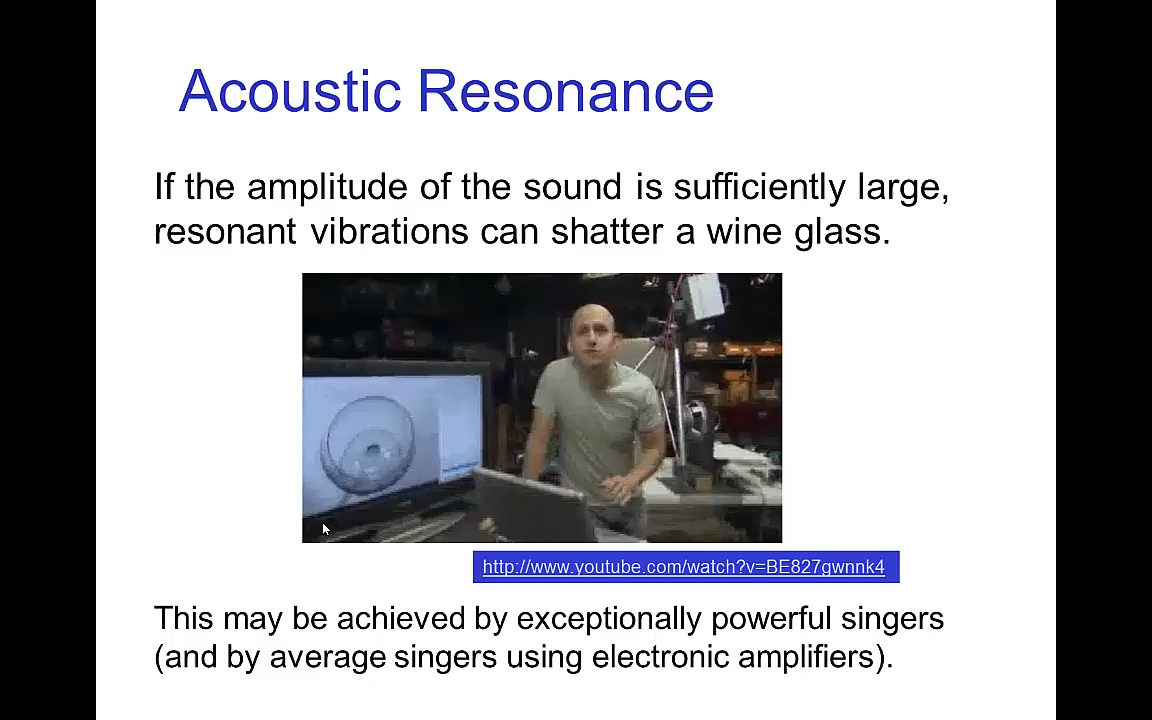 Acoustic Resonance
If the amplitude of the sound is sufficiently large,
resonant vibrations can shatter a wine glass.
http://www.youtube.com/watch?v=BE827gwnnk4
This may be achieved by exceptionally powerful singers
(and by average singers using electronic amplifiers).